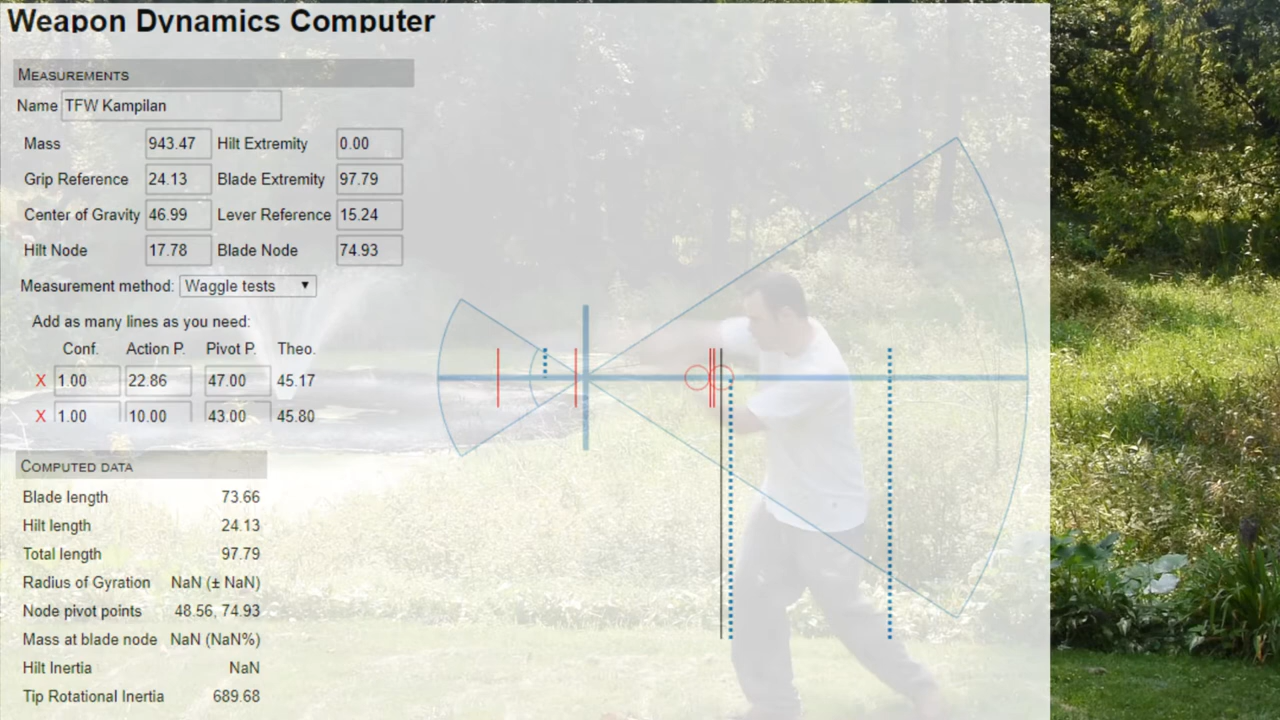 Weapon Dynamics Computer
MEASUREMENTS
Name TFW Kampilan
Mass 943.47 Hilt Extremity 0.00
Grip Reference 24.13 Blade Extremity 97.79
Center of Gravity 46.99 Lever Reference 15.24
Hilt Node 17.78 Blade Node 74.93
Measurement method: Waggle tests
Add as many lines as you need:
Conf. Action P. Pivot P. Theo.
X 1.00 22.86 47.00 45.17
X 1.00 10.00 43.00 45.80
COMPUTED DATA
Blade length 73.66
Hilt length 24.13
Total length 97.79
Radius of Gyration NaN (± NaN)
Node pivot points 48.56, 74.93
Mass at blade node NaN (NaN%)
Hilt Inertia NaN
Tip Rotational Inertia 689.68